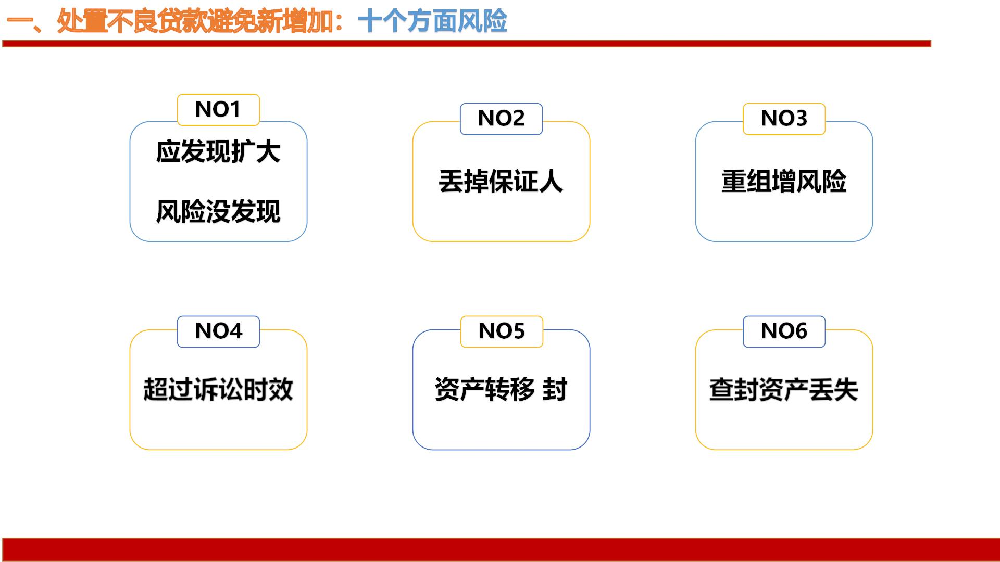 一、处置不良贷款避免新增加：十个方面风险
NO1
应发现扩大
风险没发现
NO2
丢掉保证人
NO3
重组增风险
NO4
超过诉讼时效
NO5
资产转移 封
NO6
查封资产丢失